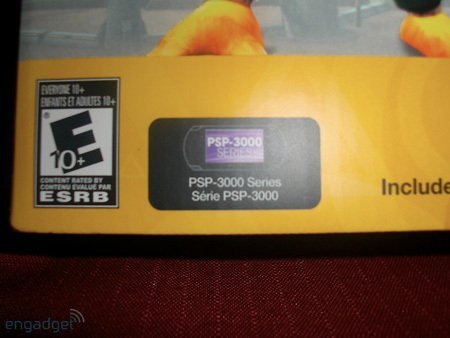 EVERYONE 10+
ENFANTS ET ADULTES 10+
E
10+
®
CONTENT RATED BY
CONTENU ÉVALUÉ PAR
ESRB
PSP-3000
SERIES
PSP-3000 Series
Série PSP-3000
Include
engadget